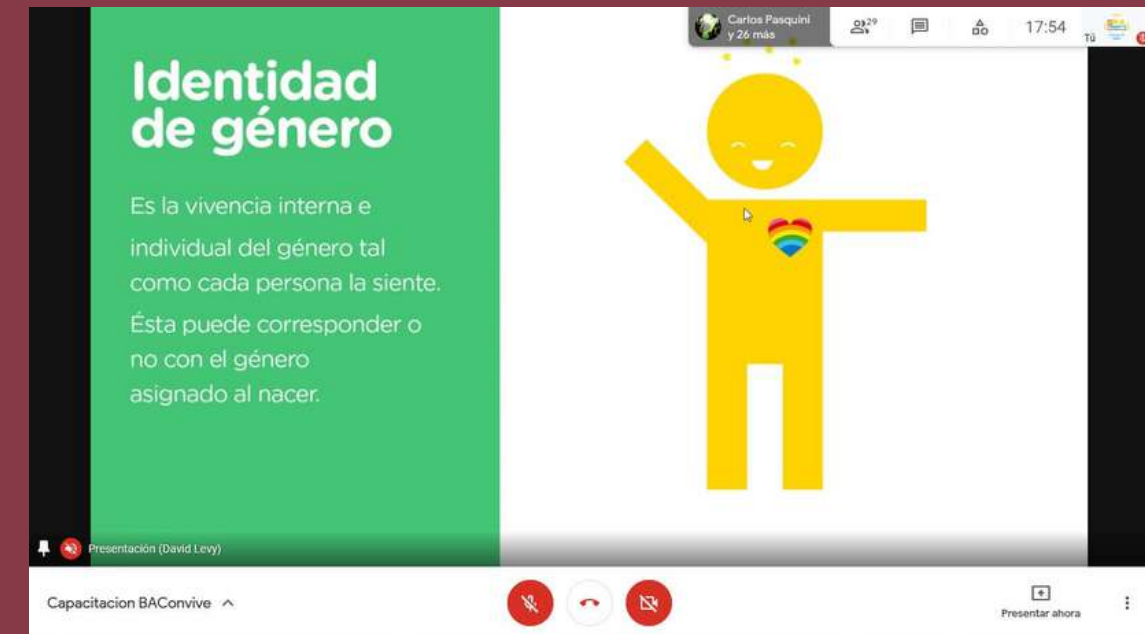 Carlos Pasquini
y 26 más
29
17:54
Tú
Identidad
de género
Es la vivencia interna e
individual del género tal
como cada persona la siente.
Ésta puede corresponder o
no con el género
asignado al nacer.
Presentación (David Levy)
Capacitacion BAConvive
Presentar ahora